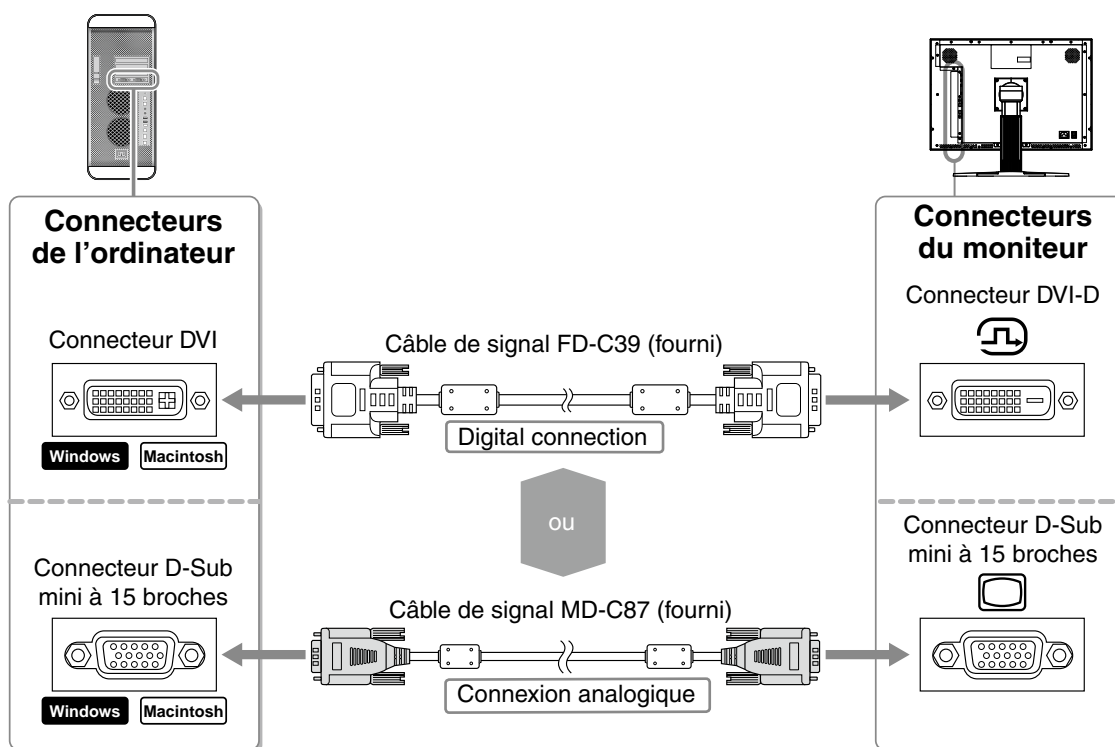 Connecteurs
de l'ordinateur
Connecteur DVI
Windows
Macintosh
Connecteur D-Sub
mini à 15 broches
Windows
Macintosh
Câble de signal FD-C39 (fourni)
Digital connection
ou
Câble de signal MD-C87 (fourni)
Connexion analogique
Connecteurs
du moniteur
Connecteur DVI-D
Connecteur D-Sub
mini à 15 broches